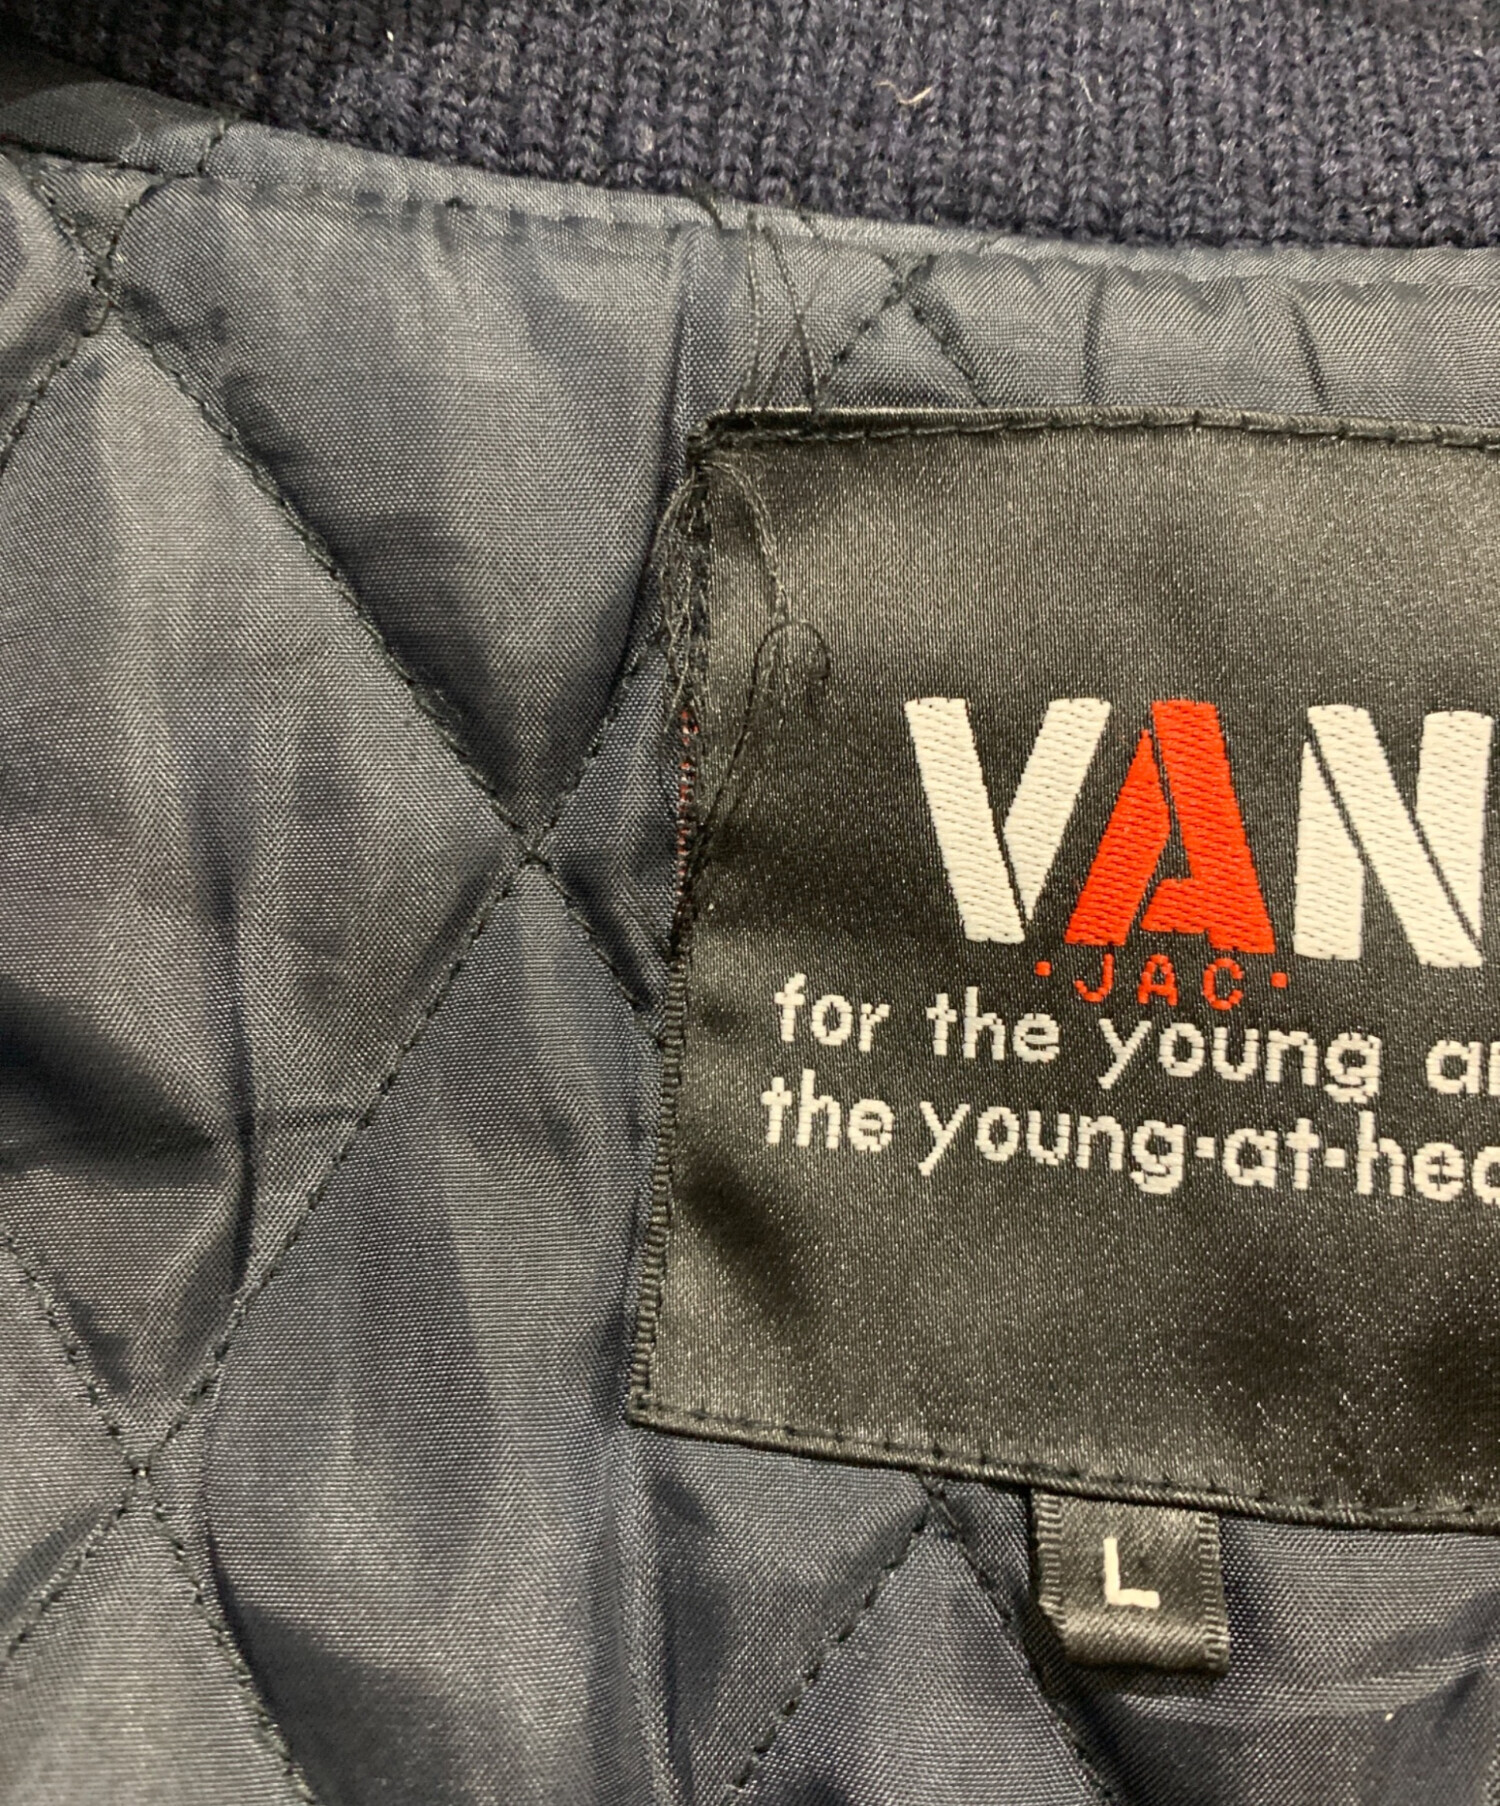 VAN
·JAC·
for the young
the young·at·hea
L